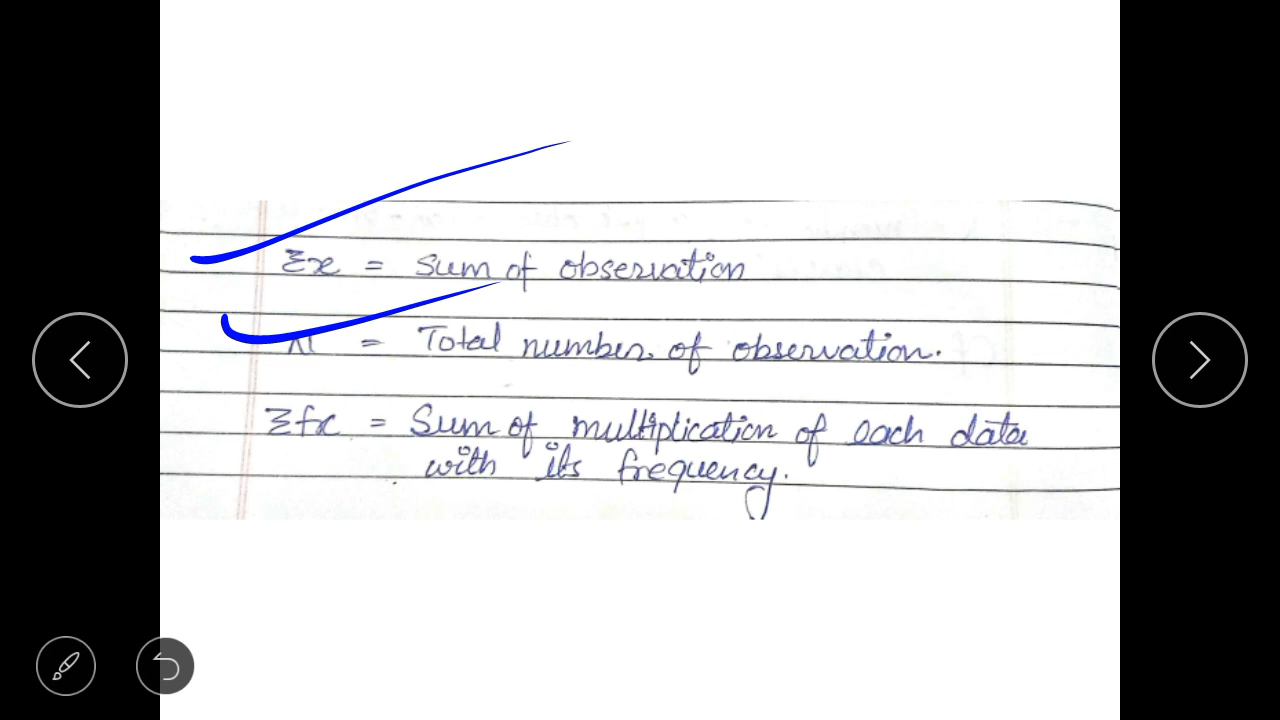 Σx = Sum of observation
N = Total number of observation.
Σfx = Sum of multiplication of each data
with its frequency.